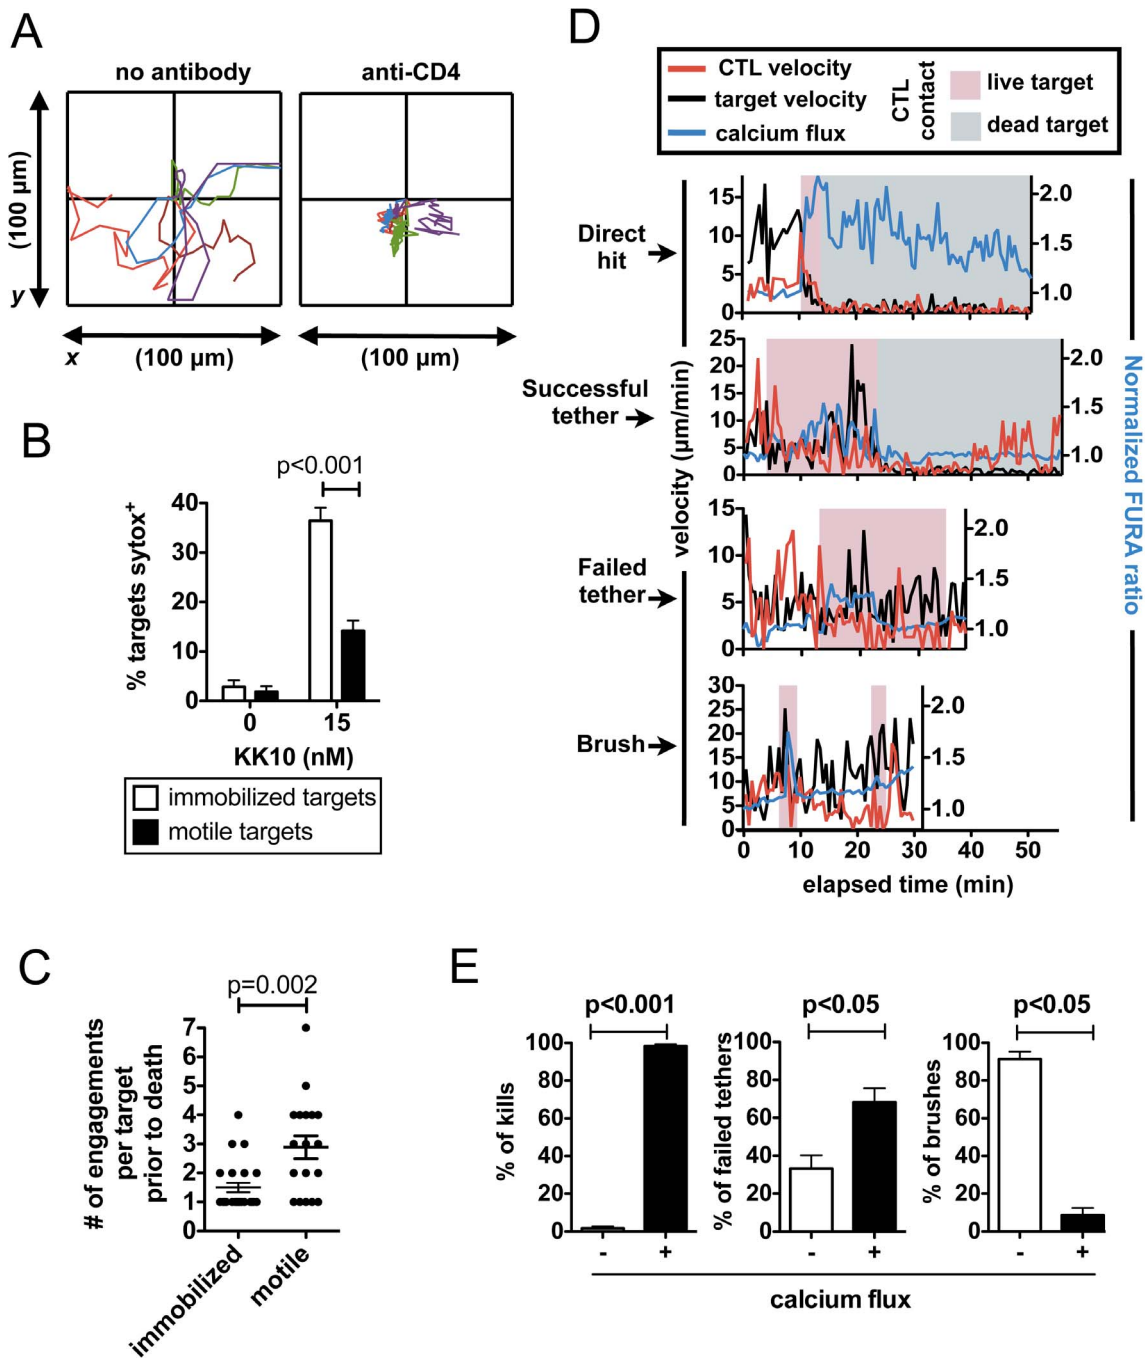 A
no antibody
anti-CD4
(100 µm)
y
x
(100 µm)
(100 µm)
B
p<0.001
40
30
20
10
0
% targets sytox+
0
15
KK10 (nM)
immobilized targets
motile targets
C
p=0.002
7
6
5
4
3
2
1
0
# of engagements
per target
prior to death
immobilized
motile
D
CTL velocity
target velocity
calcium flux
CTL
contact
live target
dead target
Direct
hit
15
10
5
0
2.0
1.5
1.0
Successful
tether
25
20
15
10
5
0
2.0
1.5
1.0
Failed
tether
15
10
5
0
2.0
1.5
1.0
Brush
30
25
20
15
10
5
0
2.0
1.5
1.0
velocity (µm/min)
Normalized FURA ratio
0
10
20
30
40
50
elapsed time (min)
E
p<0.001
100
80
60
40
20
0
% of kills
-
+
p<0.05
100
80
60
40
20
0
% of failed tethers
-
+
p<0.05
100
80
60
40
20
0
% of brushes
-
+
calcium flux